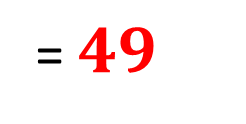 = 49